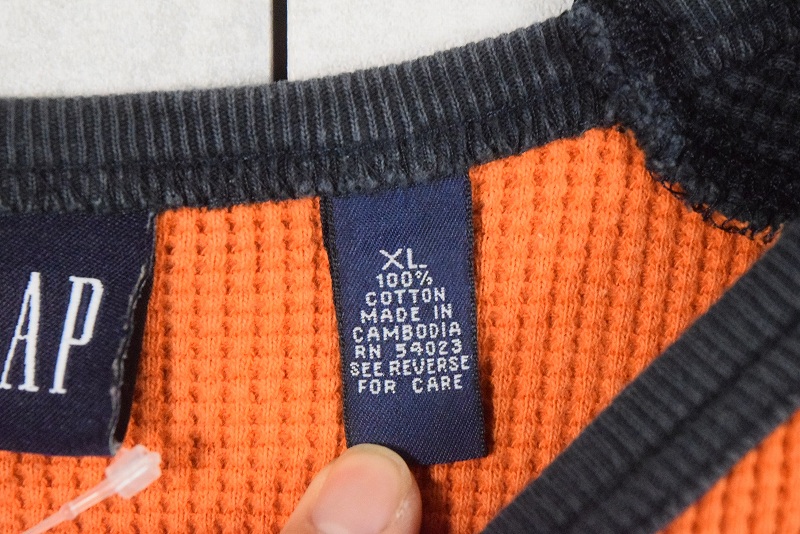 AP
XL
100%
COTTON
MADE IN
CAMBODIA
RN 54023
SEE REVERSE
FOR CARE